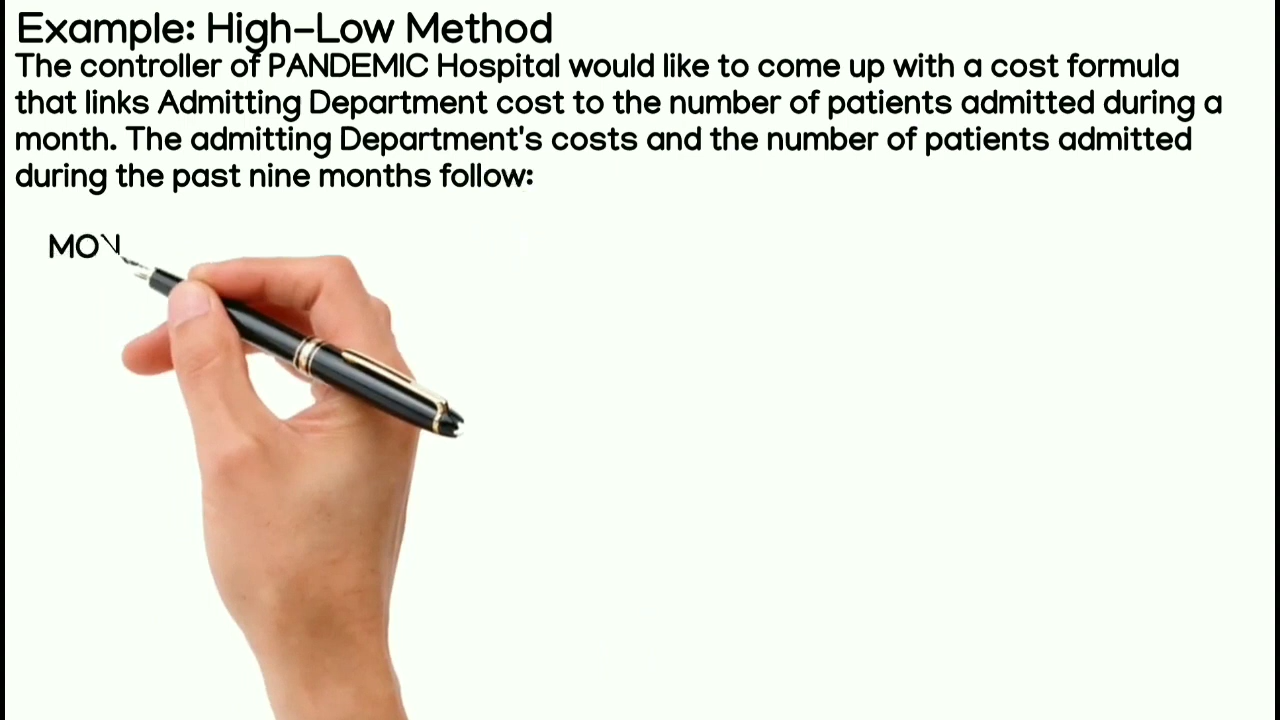 Example: High-Low Method
The controller of PANDEMIC Hospital would like to come up with a cost formula
that links Admitting Department cost to the number of patients admitted during a
month. The admitting Department's costs and the number of patients admitted
during the past nine months follow:
MON